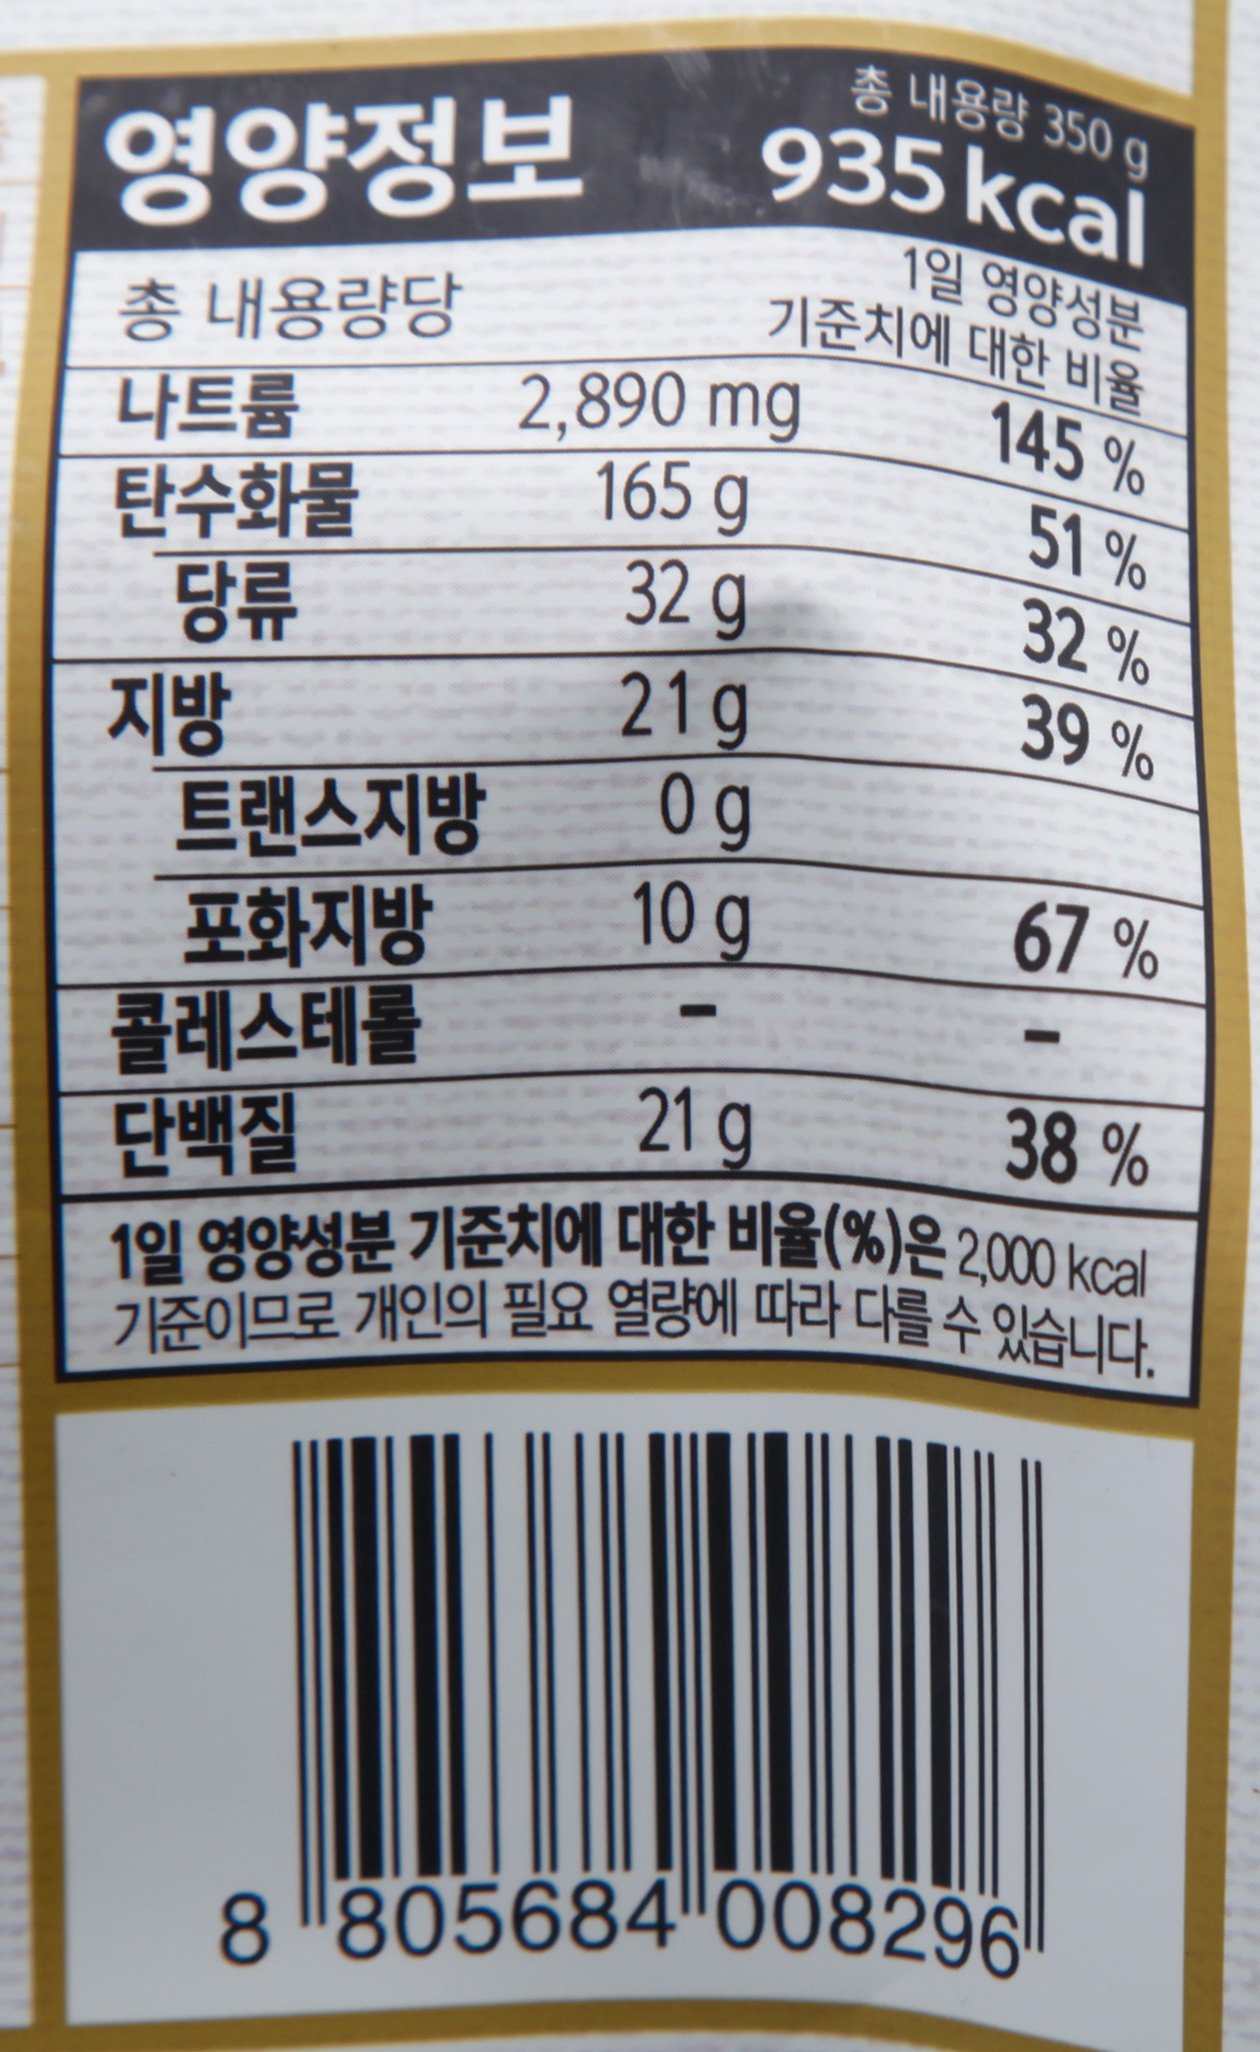 영양정보
총 내용량 350 g
935 kcal
총 내용량당
1일 영양성분
기준치에 대한 비율
나트륨 2,890 mg 145 %
탄수화물 165 g 51 %
당류 32 g 32 %
지방 21 g 39 %
트랜스지방 0 g
포화지방 10 g 67 %
콜레스테롤 - -
단백질 21 g 38 %
1일 영양성분 기준치에 대한 비율(%)은 2,000 kcal
기준이므로 개인의 필요 열량에 따라 다를 수 있습니다.
8 805684 008296